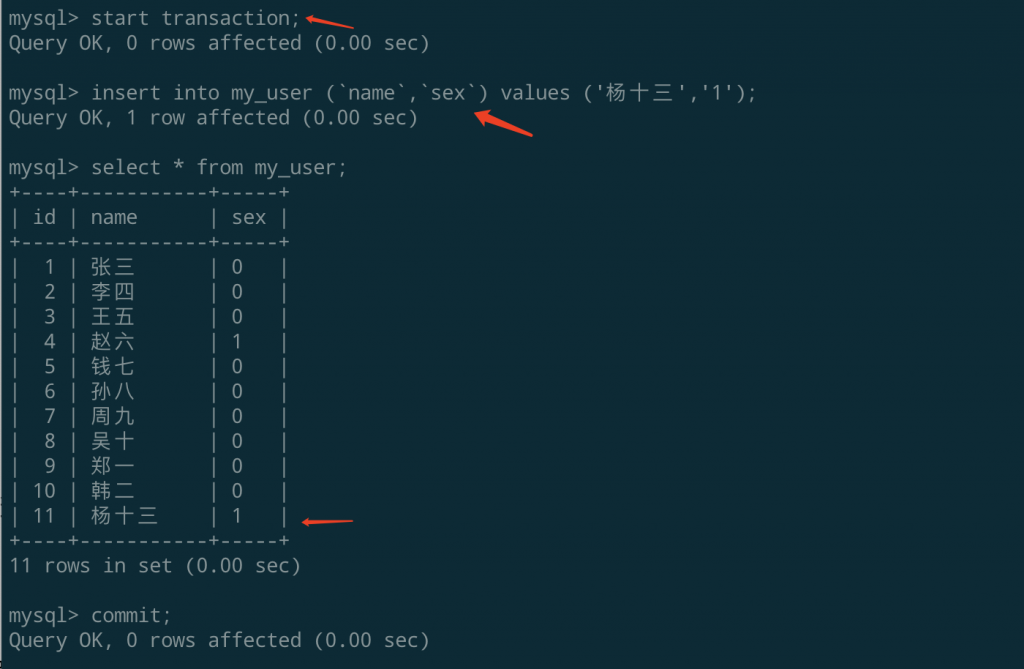 mysql> start transaction;
Query OK, 0 rows affected (0.00 sec)
mysql> insert into my_user (`name`,`sex`) values ('杨十三','1');
Query OK, 1 row affected (0.00 sec)
mysql> select * from my_user;
+----+-----------+-----+
| id | name      | sex |
+----+-----------+-----+
|  1 | 张三      | 0   |
|  2 | 李四      | 0   |
|  3 | 王五      | 0   |
|  4 | 赵六      | 1   |
|  5 | 钱七      | 0   |
|  6 | 孙八      | 0   |
|  7 | 周九      | 0   |
|  8 | 吴十      | 0   |
|  9 | 郑一      | 0   |
| 10 | 韩二      | 0   |
| 11 | 杨十三    | 1   |
+----+-----------+-----+
11 rows in set (0.00 sec)
mysql> commit;
Query OK, 0 rows affected (0.00 sec)